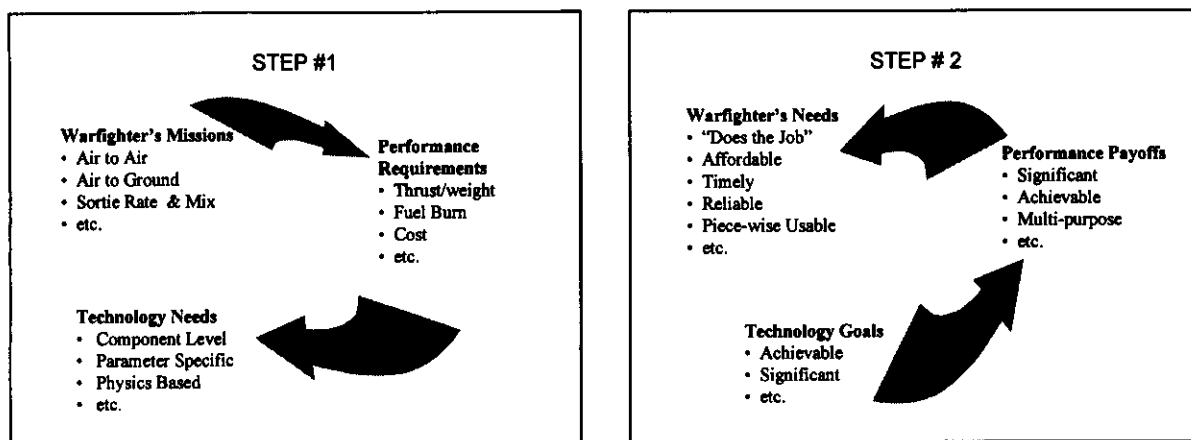 STEP #1
Warfighter's Missions
• Air to Air
• Air to Ground
• Sortie Rate & Mix
• etc.
Performance
Requirements
• Thrust/weight
• Fuel Burn
• Cost
• etc.
Technology Needs
• Component Level
• Parameter Specific
• Physics Based
• etc.
STEP # 2
Warfighter's Needs
• "Does the Job"
• Affordable
• Timely
• Reliable
• Piece-wise Usable
• etc.
Performance Payoffs
• Significant
• Achievable
• Multi-purpose
• etc.
Technology Goals
• Achievable
• Significant
• etc.